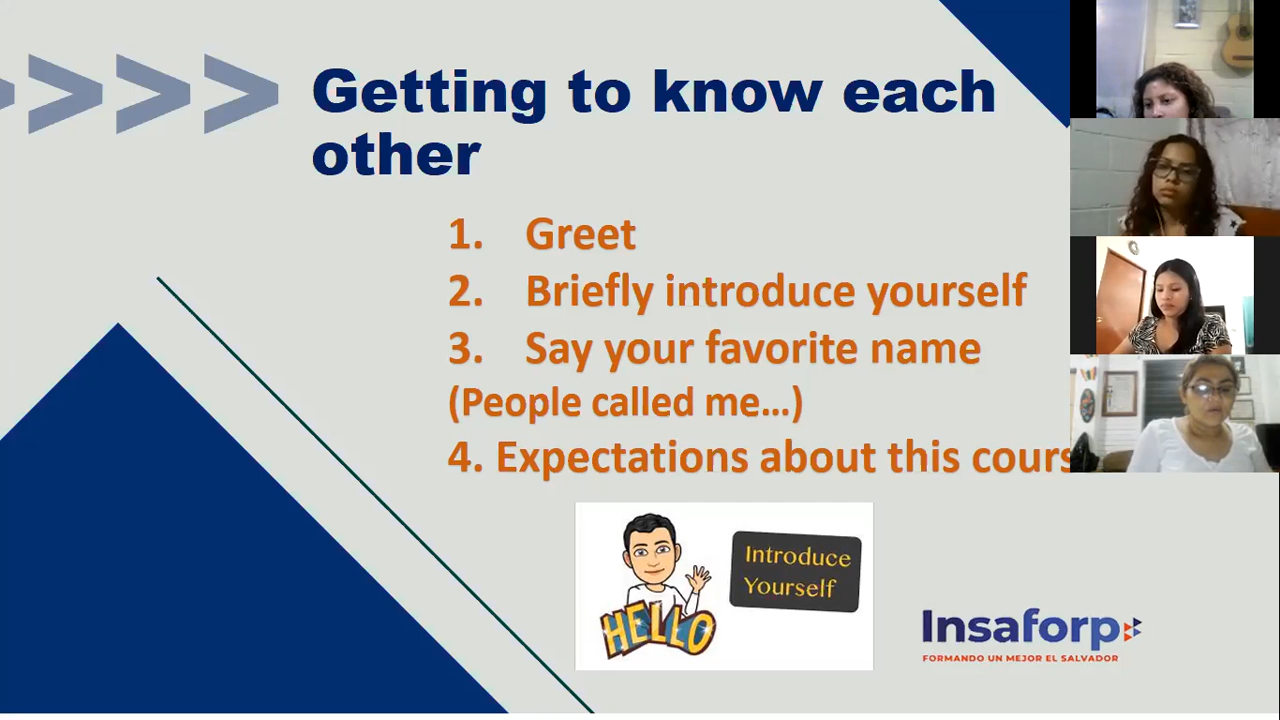 Getting to know each
other
1. Greet
2. Briefly introduce yourself
3. Say your favorite name
(People called me...)
4. Expectations about this cours
HELLO
Introduce
Yourself
Insaforp
FORMANDO UN MEJOR EL SALVADOR